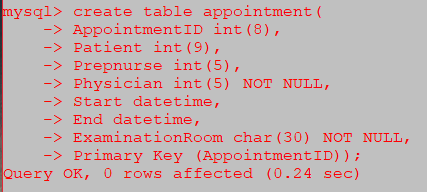 mysql> create table appointment(
-> AppointmentID int(8),
-> Patient int(9),
-> Prepnurse int(5),
-> Physician int(5) NOT NULL,
-> Start datetime,
-> End datetime,
-> ExaminationRoom char(30) NOT NULL,
-> Primary Key (AppointmentID));
Query OK, 0 rows affected (0.24 sec)